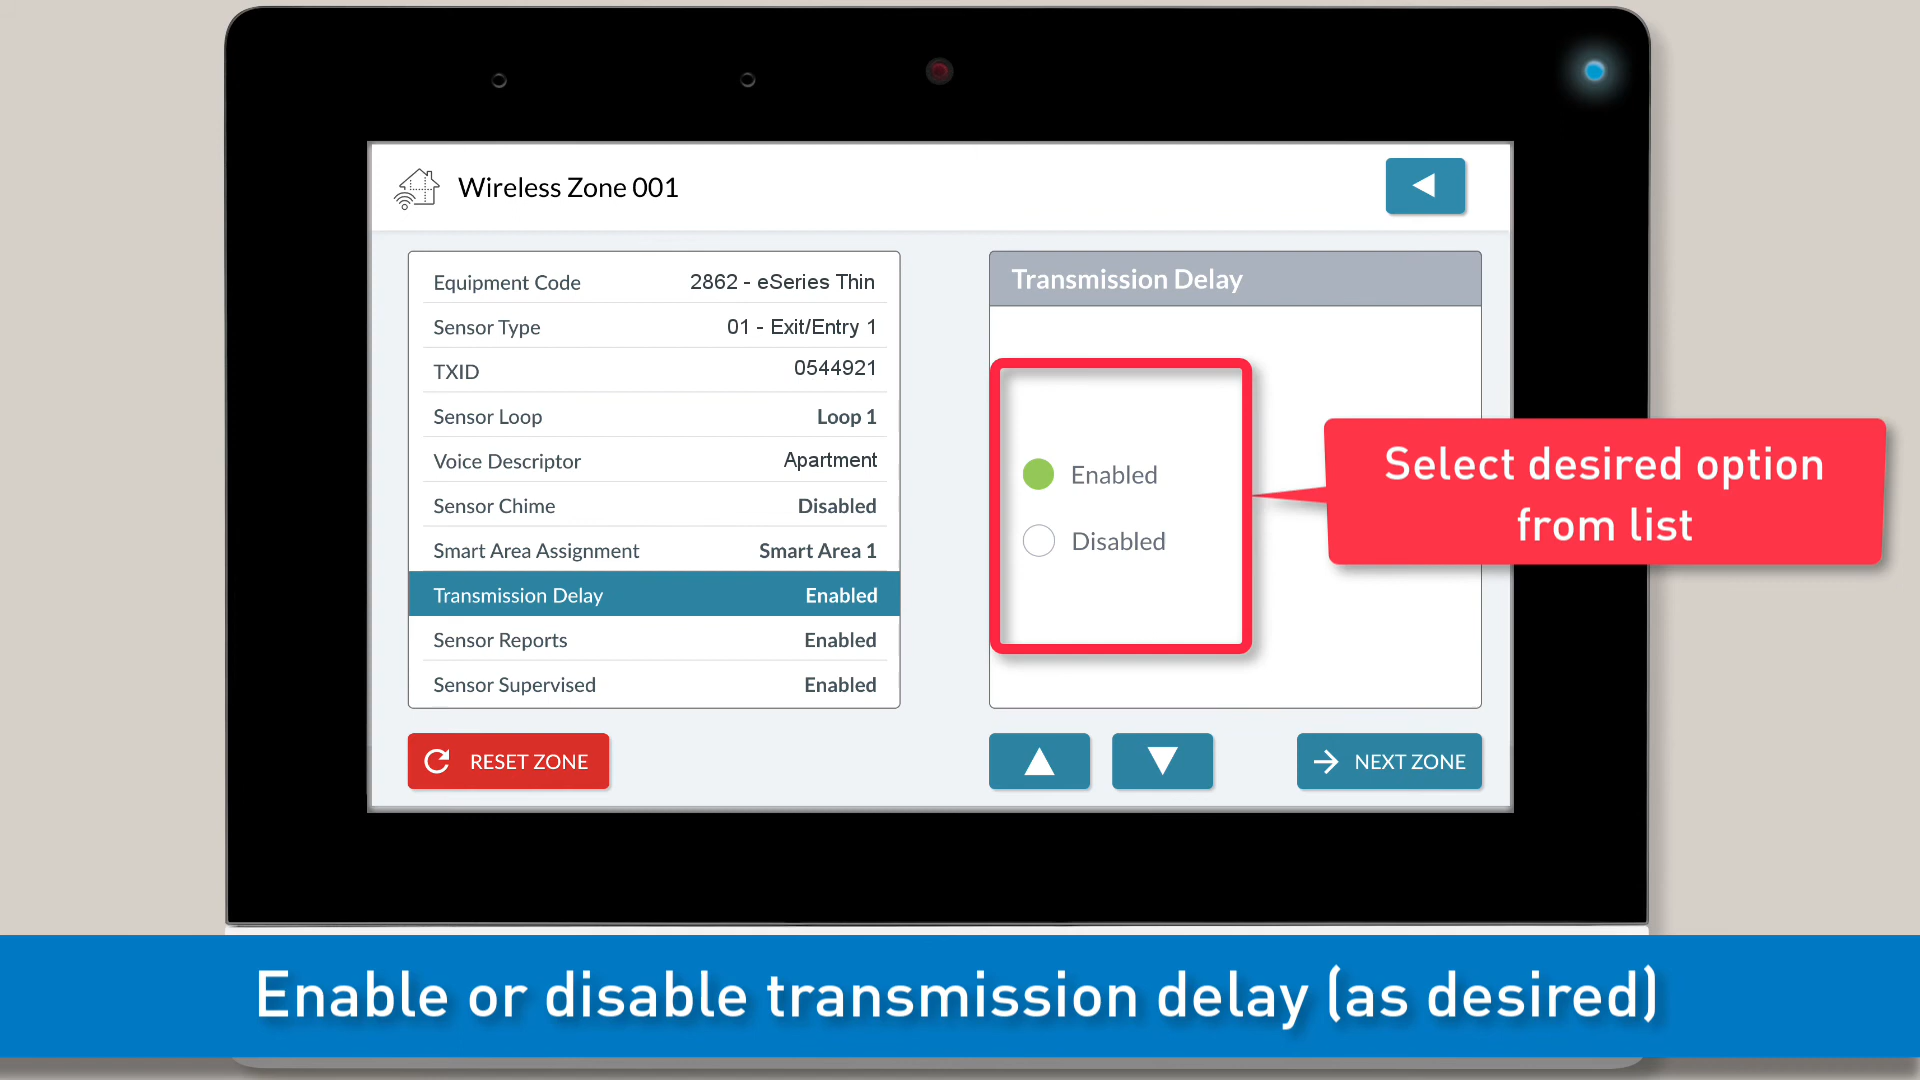 Wireless Zone 001
Equipment Code 2862 - eSeries Thin
Sensor Type 01 - Exit/Entry 1
TXID 0544921
Sensor Loop Loop 1
Voice Descriptor Apartment
Sensor Chime Disabled
Smart Area Assignment Smart Area 1
Transmission Delay Enabled
Sensor Reports Enabled
Sensor Supervised Enabled
RESET ZONE
Transmission Delay
Enabled
Disabled
NEXT ZONE
Select desired option
from list
Enable or disable transmission delay (as desired)